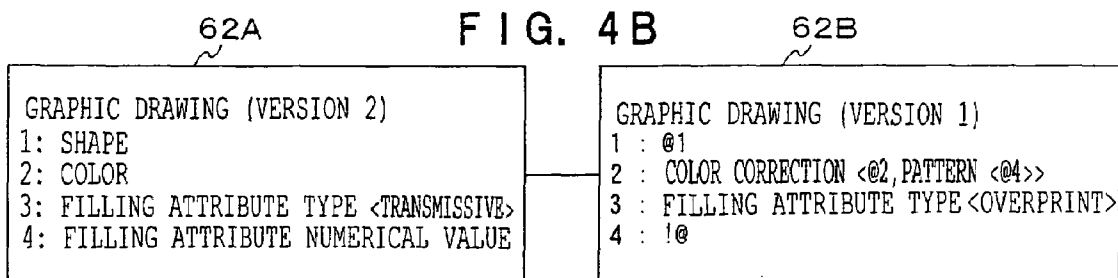 FIG. 4B
62A
62B
GRAPHIC DRAWING (VERSION 2)
1: SHAPE
2: COLOR
3: FILLING ATTRIBUTE TYPE <TRANSMISSIVE>
4: FILLING ATTRIBUTE NUMERICAL VALUE
GRAPHIC DRAWING (VERSION 1)
1 : @1
2 : COLOR CORRECTION <@2,PATTERN <@4>>
3 : FILLING ATTRIBUTE TYPE<OVERPRINT>
4 : !@